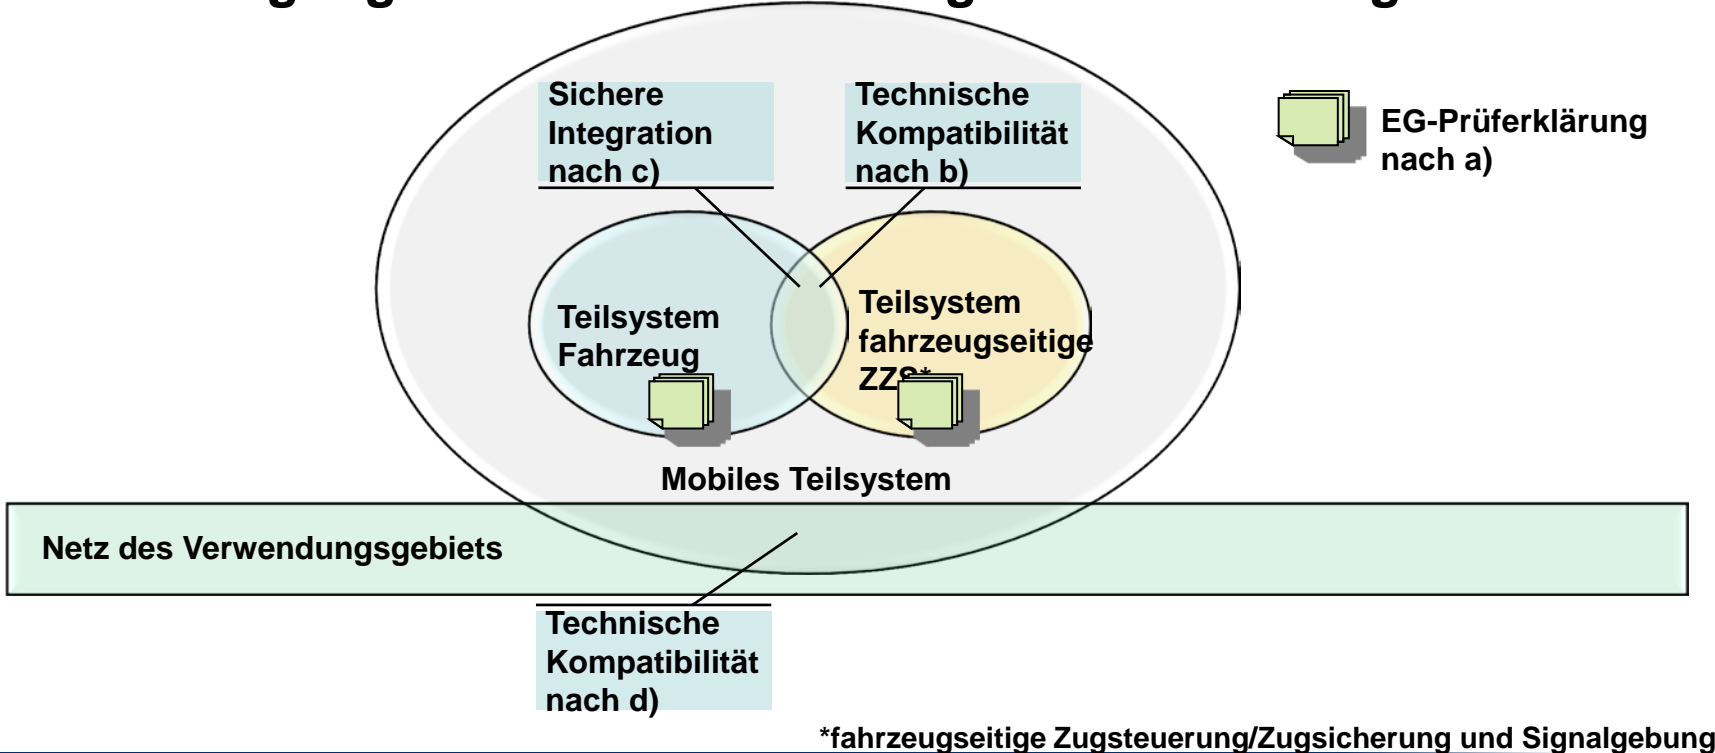 Sichere
Integration
nach c)
Technische
Kompatibilität
nach b)
EG-Prüferklärung
nach a)
Teilsystem
Fahrzeug
Teilsystem
fahrzeugseitige
ZZS*
Mobiles Teilsystem
Netz des Verwendungsgebiets
Technische
Kompatibilität
nach d)
*fahrzeugseitige Zugsteuerung/Zugsicherung und Signalgebung